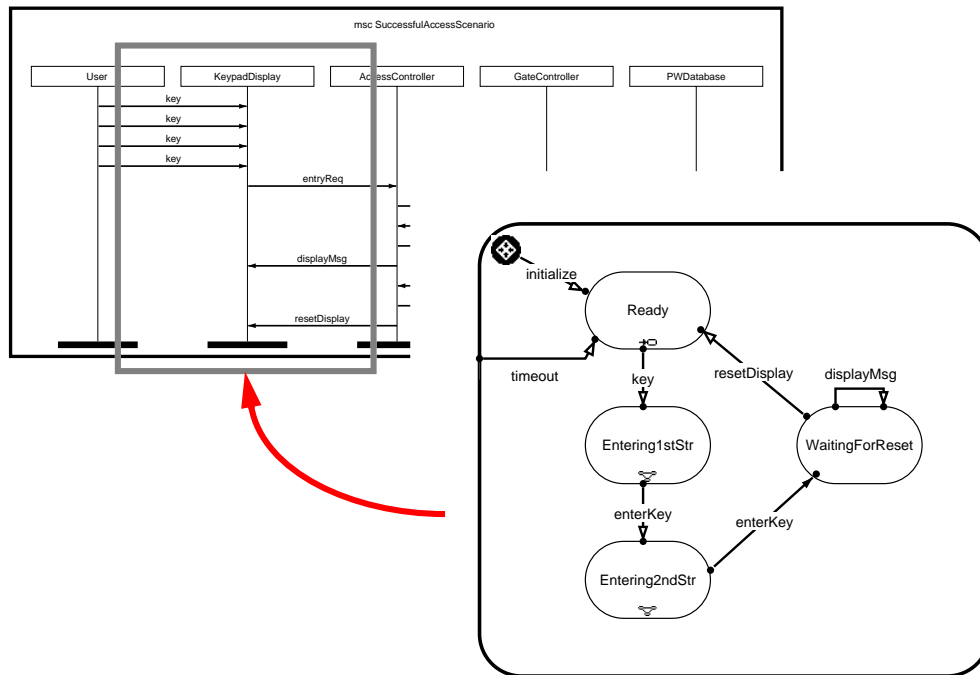 msc SuccessfulAccessScenario
User
KeypadDisplay
AccessController
GateController
PWDatabase
key
key
key
key
entryReq
displayMsg
resetDisplay
initialize
Ready
timeout
key
resetDisplay
displayMsg
Entering1stStr
WaitingForReset
enterKey
enterKey
Entering2ndStr